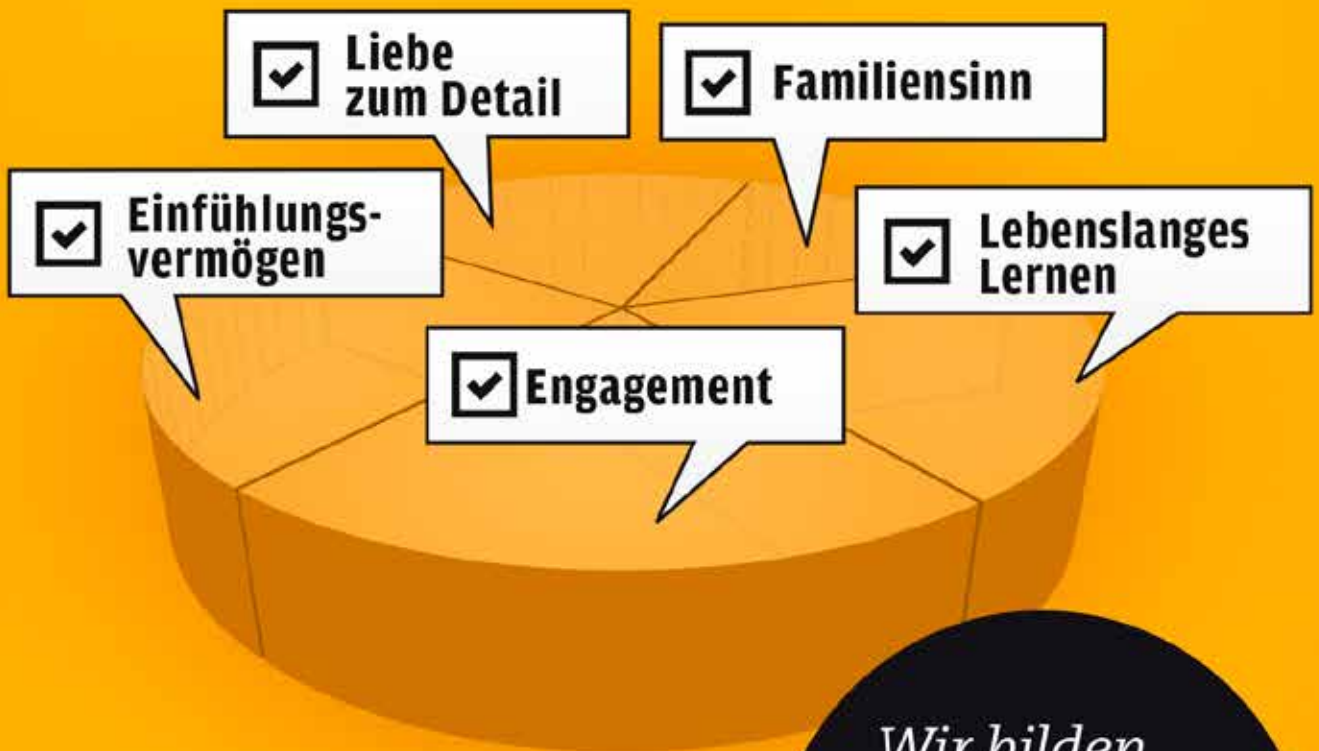 Liebe
zum Detail
Familiensinn
Einfühlungs-
vermögen
Lebenslanges
Lernen
Engagement
Wir bilden